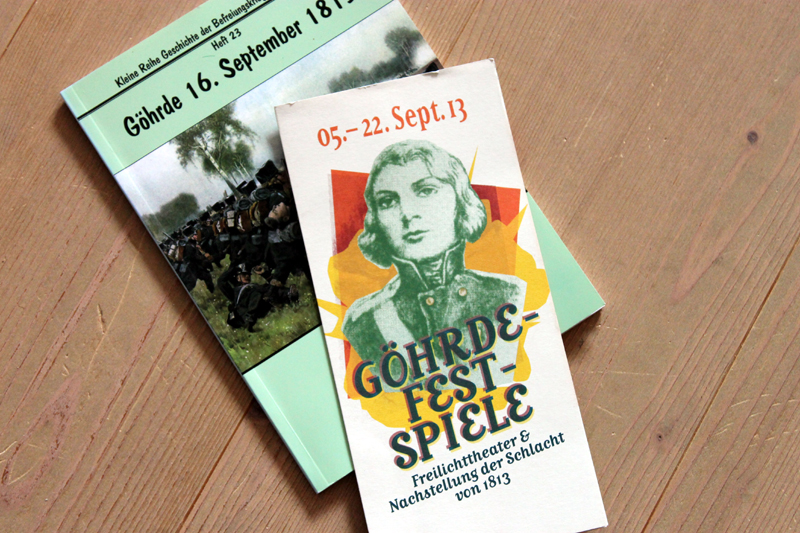 Kleine Reihe Geschichte der
Heft 23
Göhrde 16. September 1813
05.– 22. Sept. 13
GÖHRDE-
FEST-
SPIELE
Freilichttheater &
Nachstellung der Schlacht
von 1813